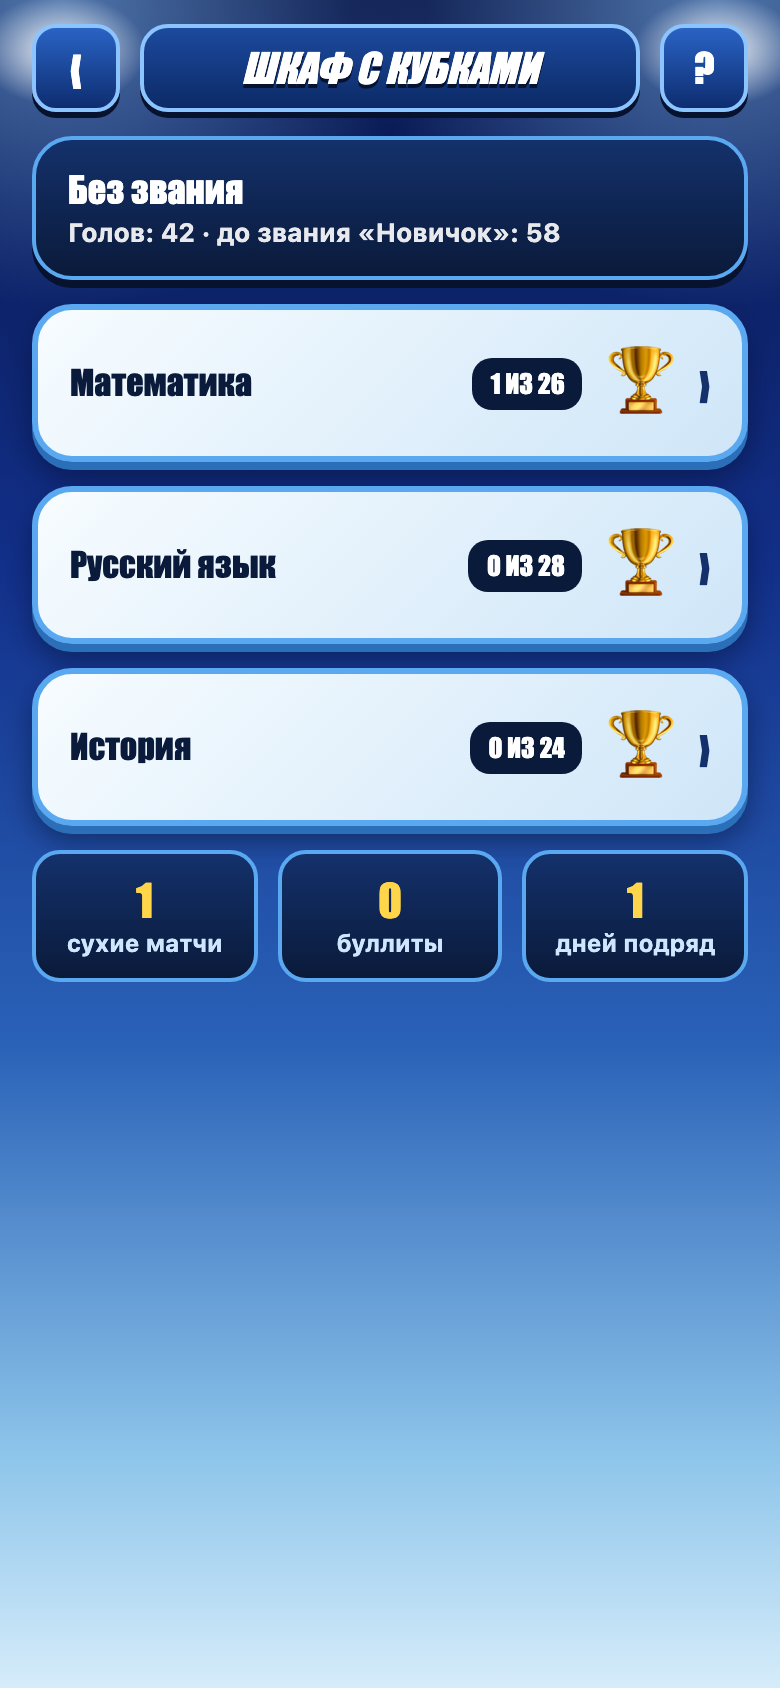 ШКАФ С КУБКАМИ
?
Без звания
Голов: 42 · до звания «Новичок»: 58
Математика
1 ИЗ 26
Русский язык
0 ИЗ 28
История
0 ИЗ 24
1
сухие матчи
0
буллиты
1
дней подряд